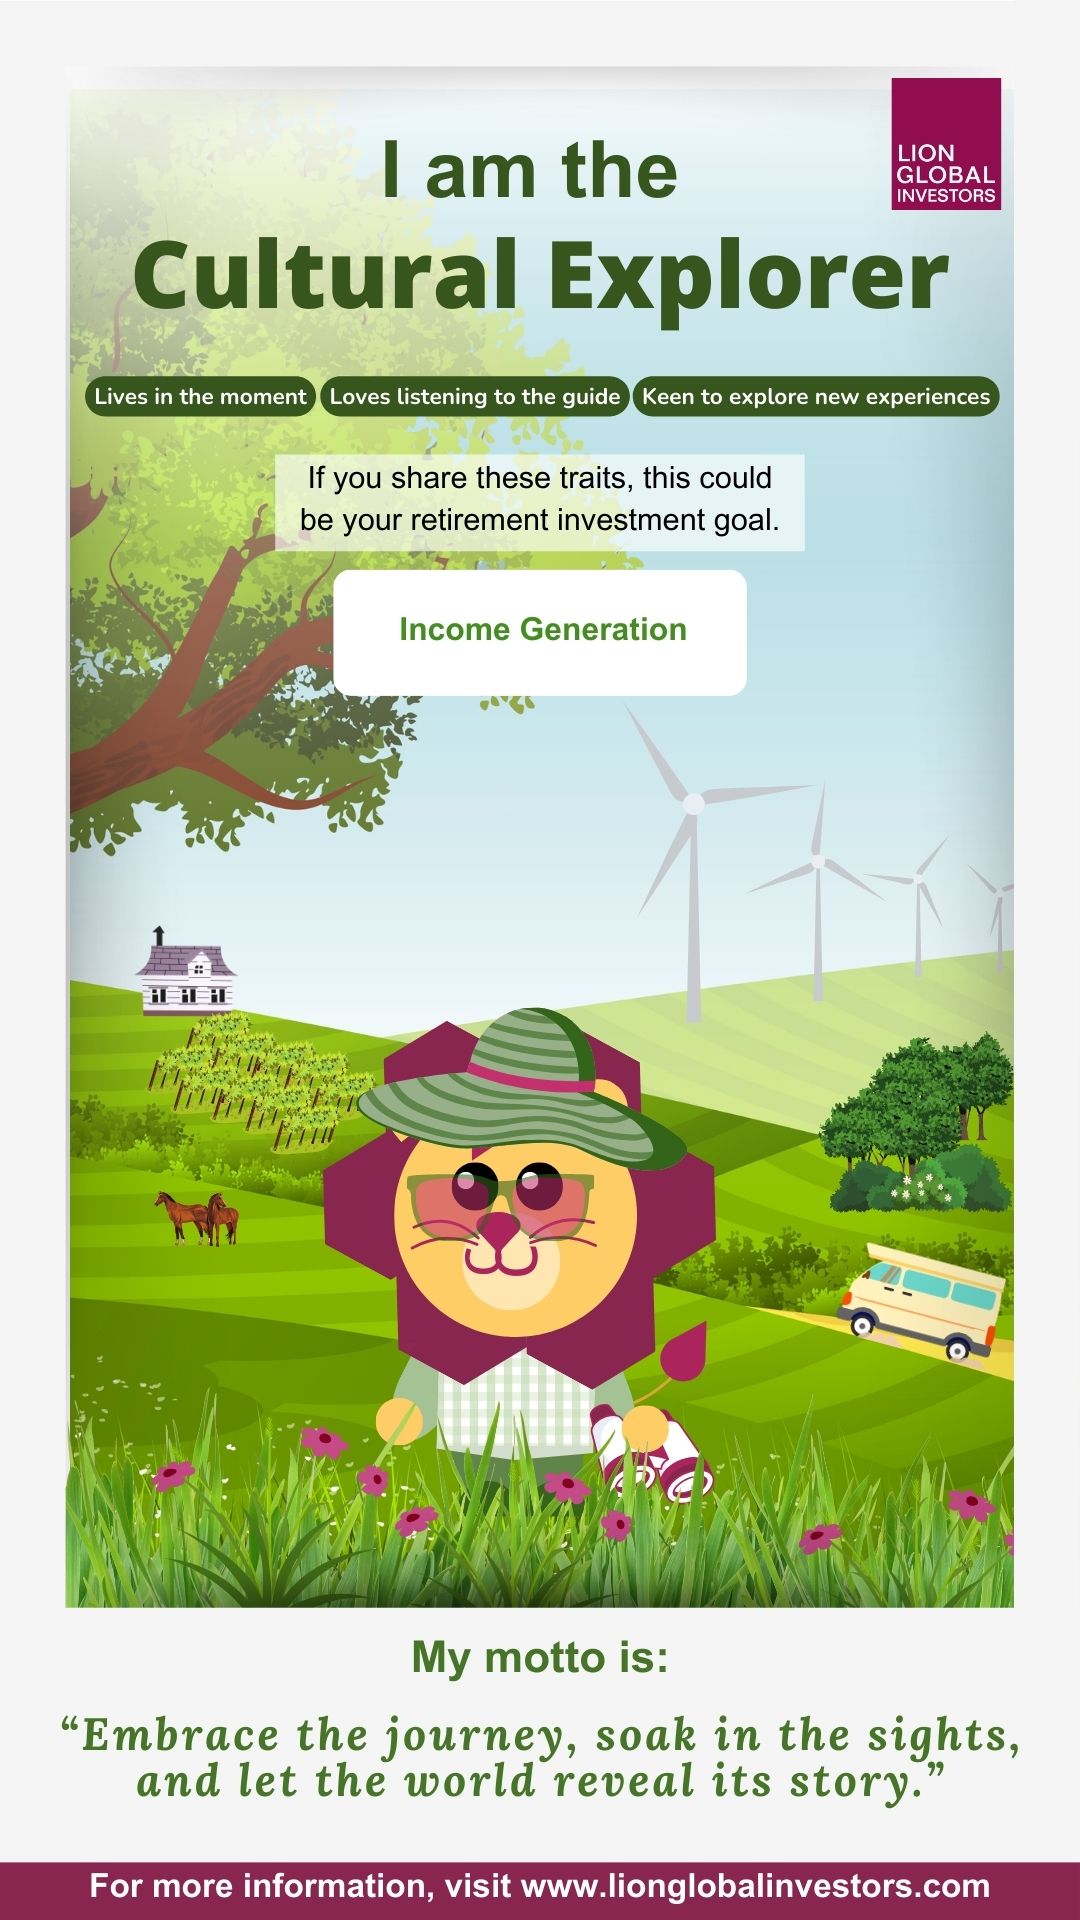 LION
GLOBAL
INVESTORS
I am the
Cultural Explorer
Lives in the moment
Loves listening to the guide
Keen to explore new experiences
If you share these traits, this could
be your retirement investment goal.
Income Generation
My motto is:
“Embrace the journey, soak in the sights,
and let the world reveal its story.”
For more information, visit www.lionglobalinvestors.com